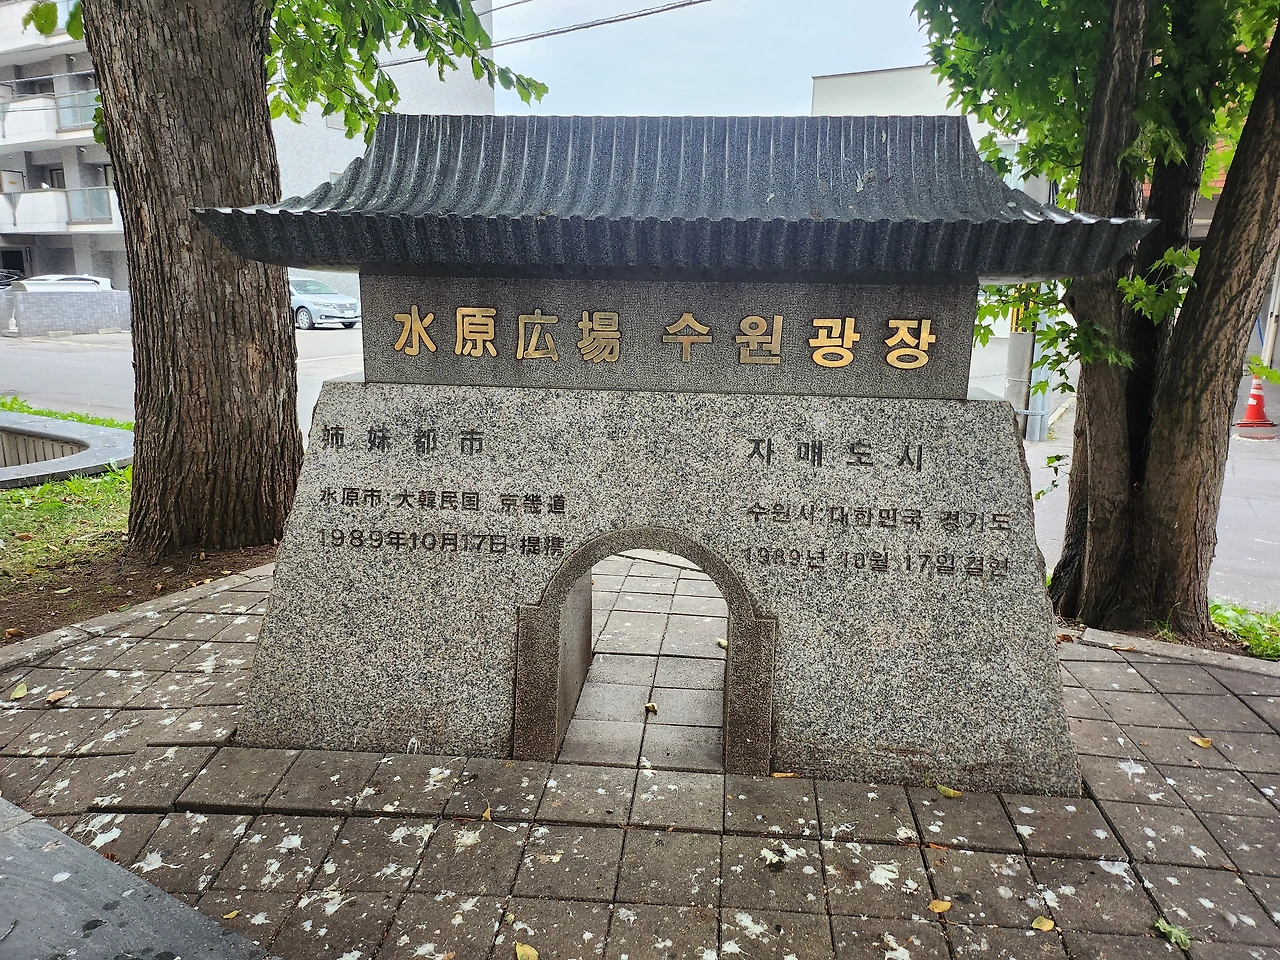 水原広場 수원광장
姉妹都市
水原市:大韓民国 京畿道
1989年10月17日 提携
자매도시
수원시:대한민국 경기도
1989년 10월 17일 결연